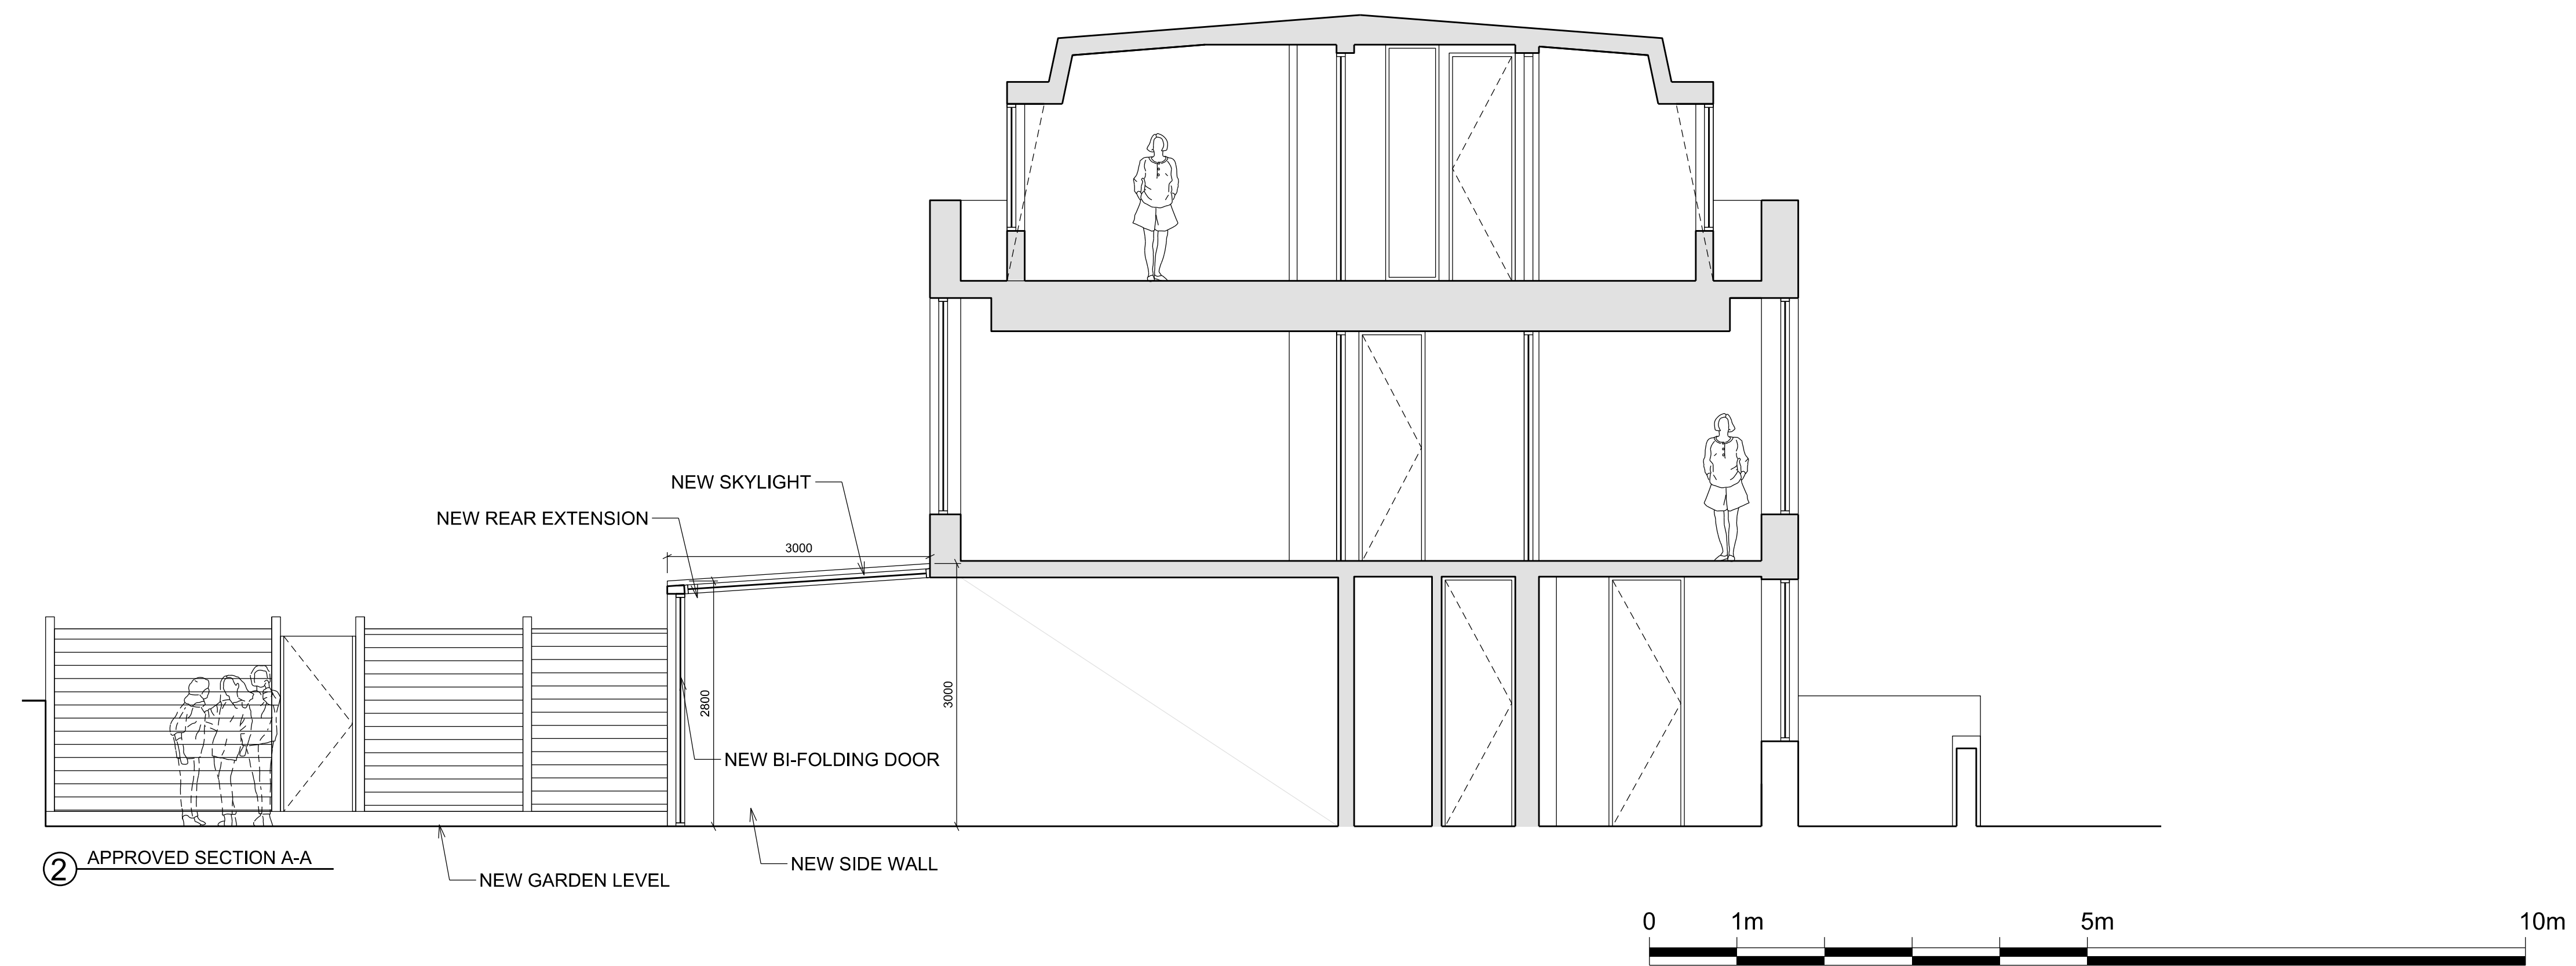 NEW SKYLIGHT
NEW REAR EXTENSION
3000
2800
3000
NEW BI-FOLDING DOOR
NEW SIDE WALL
2 APPROVED SECTION A-A
NEW GARDEN LEVEL
0 1m 5m 10m